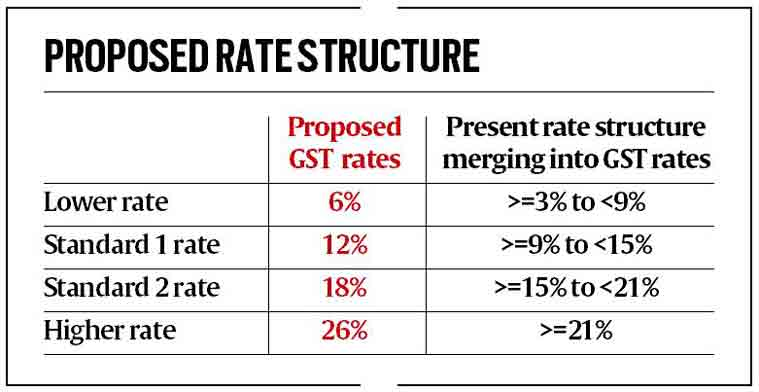 PROPOSED RATE STRUCTURE
Proposed GST rates Present rate structure merging into GST rates
Lower rate 6% >=3% to <9%
Standard 1 rate 12% >=9% to <15%
Standard 2 rate 18% >=15% to <21%
Higher rate 26% >=21%